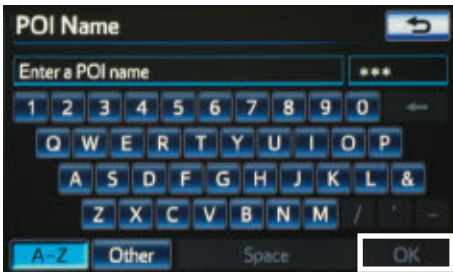 POI Name
Enter a POI name ***
1 2 3 4 5 6 7 8 9 0 ←
Q W E R T Y U I O P
A S D F G H J K L &
Z X C V B N M / ' -
A-Z Other Space OK